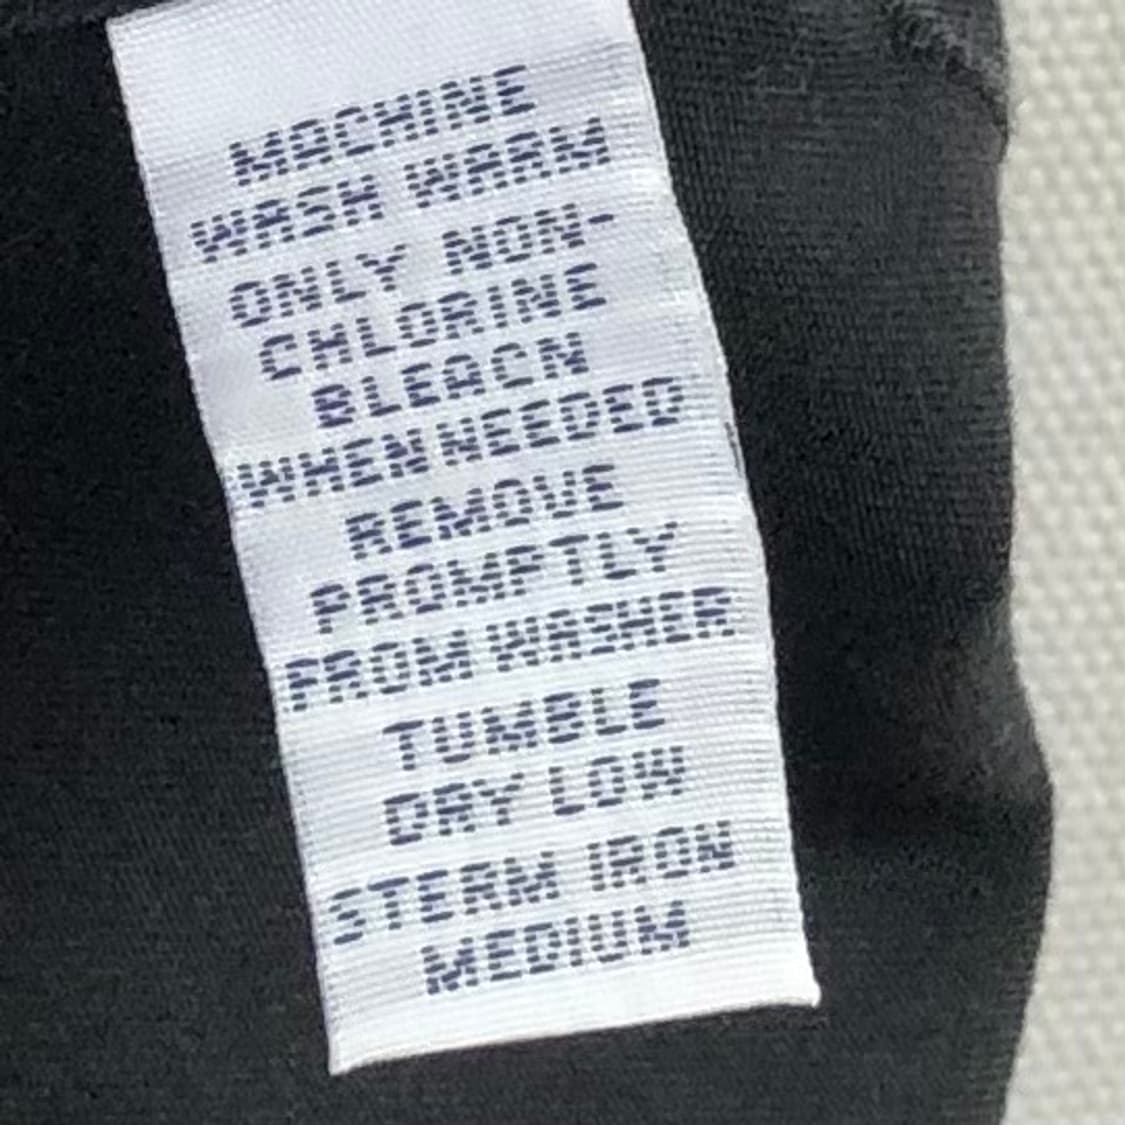 MACHINE
WASH WARM
ONLY NON-
CHLORINE
BLEACN
WHEN NEEDED
REMOVE
PROMPTLY
FROM WASHER
TUMBLE
DRY LOW
STERM IRON
MEDIUM